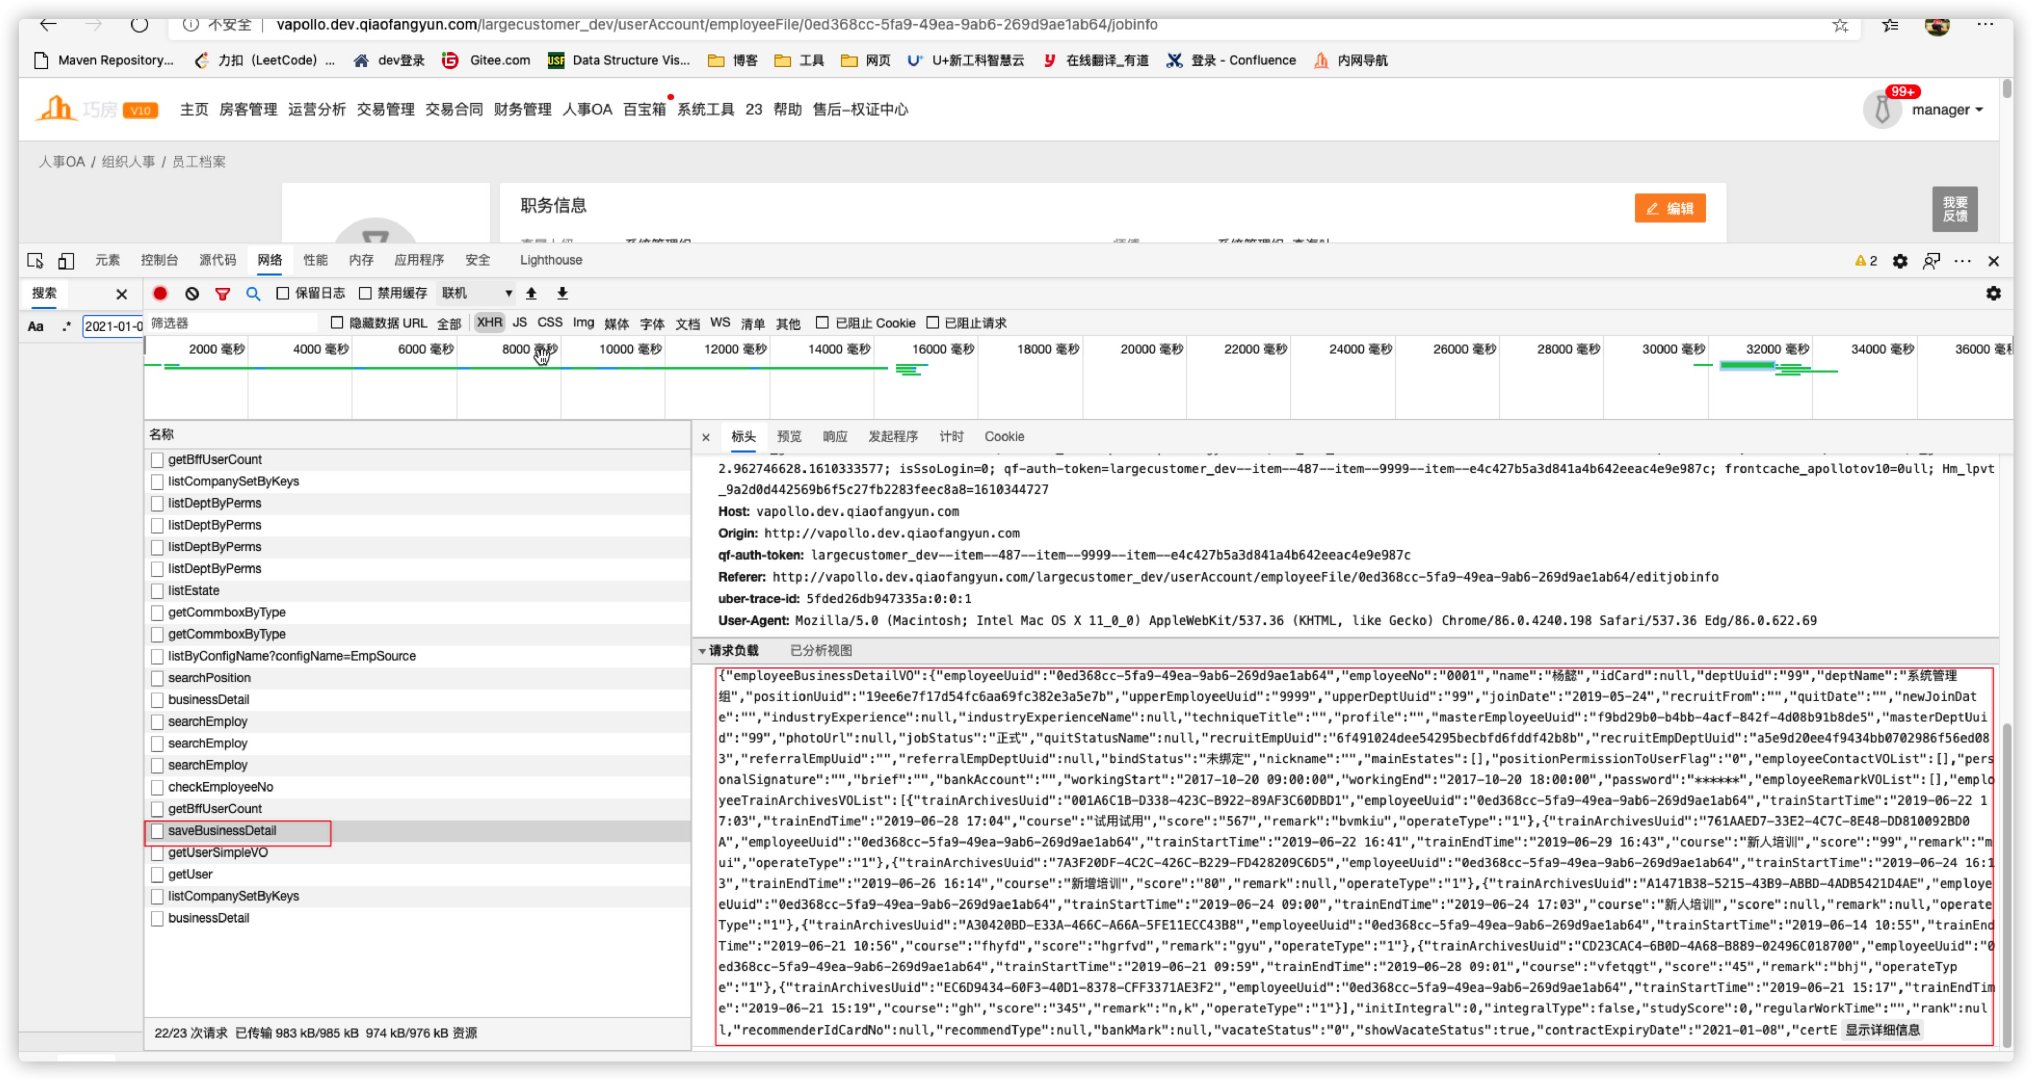 不安全 | vapollo.dev.qiaofangyun.com/largecustomer_dev/userAccount/employeeFile/0ed368cc-5fa9-49ea-9ab6-269d9ae1ab64/jobinfo
Maven Repository... 力扣 (LeetCode) ... dev登录 Gitee.com USF Data Structure Vis... 博客 工具 网页 U+新工科智慧云 在线翻译_有道 登录 - Confluence 内网导航
巧房 V10 主页 房客管理 运营分析 交易管理 交易合同 财务管理 人事OA 百宝箱 系统工具 23 帮助 售后-权证中心 99+ manager
人事OA / 组织人事 / 员工档案
职务信息 编辑
我要
反馈
元素 控制台 源代码 网络 性能 内存 应用程序 安全 Lighthouse 2
搜索 保留日志 禁用缓存 联机
Aa .* 2021-01-0 筛选器 隐藏数据 URL 全部 XHR JS CSS Img 媒体 字体 文档 WS 清单 其他 已阻止 Cookie 已阻止请求
2000 毫秒 4000 毫秒 6000 毫秒 8000 毫秒 10000 毫秒 12000 毫秒 14000 毫秒 16000 毫秒 18000 毫秒 20000 毫秒 22000 毫秒 24000 毫秒 26000 毫秒 28000 毫秒 30000 毫秒 32000 毫秒 34000 毫秒 36000 毫
名称
getBffUserCount
listCompanySetByKeys
listDeptByPerms
listDeptByPerms
listDeptByPerms
listDeptByPerms
listEstate
getCommboxByType
getCommboxByType
listByConfigName?configName=EmpSource
searchPosition
businessDetail
searchEmploy
searchEmploy
searchEmploy
checkEmployeeNo
getBffUserCount
saveBusinessDetail
getUserSimpleVO
getUser
listCompanySetByKeys
businessDetail
22/23 次请求 已传输 983 kB/985 kB 974 kB/976 kB 资源
标头 预览 响应 发起程序 计时 Cookie
2.962746628.1610333577; isSsoLogin=0; qf-auth-token=largecustomer_dev--item--487--item--9999--item--e4c427b5a3d841a4b642eeac4e9e987c; frontcache_apollotov10=0ull; Hm_lpvt
_9a2d0d442569b6f5c27fb2283feec8a8=1610344727
Host: vapollo.dev.qiaofangyun.com
Origin: http://vapollo.dev.qiaofangyun.com
qf-auth-token: largecustomer_dev--item--487--item--9999--item--e4c427b5a3d841a4b642eeac4e9e987c
Referer: http://vapollo.dev.qiaofangyun.com/largecustomer_dev/userAccount/employeeFile/0ed368cc-5fa9-49ea-9ab6-269d9ae1ab64/editjobinfo
uber-trace-id: 5fded26db947335a:0:0:1
User-Agent: Mozilla/5.0 (Macintosh; Intel Mac OS X 11_0_0) AppleWebKit/537.36 (KHTML, like Gecko) Chrome/86.0.4240.198 Safari/537.36 Edg/86.0.622.69
请求负载 已分析视图
{"employeeBusinessDetailVO":{"employeeUuid":"0ed368cc-5fa9-49ea-9ab6-269d9ae1ab64","employeeNo":"0001","name":"杨懿","idCard":null,"deptUuid":"99","deptName":"系统管理
组","positionUuid":"19ee6e7f17d54fc6aa69fc382e3a5e7b","upperEmployeeUuid":"9999","upperDeptUuid":"99","joinDate":"2019-05-24","recruitFrom":"","quitDate":"","newJoinDat
e":"","industryExperience":null,"industryExperienceName":null,"techniqueTitle":"","profile":"","masterEmployeeUuid":"f9bd29b0-b4bb-4acf-842f-4d08b91b8de5","masterDeptUui
d":"99","photoUrl":null,"jobStatus":"正式","quitStatusName":null,"recruitEmpUuid":"6f491024dee54295becbfd6fddf42b8b","recruitEmpDeptUuid":"a5e9d20ee4f9434bb0702986f56ed08
3","referralEmpUuid":"","referralEmpDeptUuid":null,"bindStatus":"未绑定","nickname":"","mainEstates":[],"positionPermissionToUserFlag":"0","employeeContactVOList":[],"pers
onalSignature":"","brief":"","bankAccount":"","workingStart":"2017-10-20 09:00:00","workingEnd":"2017-10-20 18:00:00","password":"******","employeeRemarkVOList":[],"emplo
yeeTrainArchivesVOList":[{"trainArchivesUuid":"001A6C1B-D338-423C-B922-89AF3C60DBD1","employeeUuid":"0ed368cc-5fa9-49ea-9ab6-269d9ae1ab64","trainStartTime":"2019-06-22 1
7:03","trainEndTime":"2019-06-28 17:04","course":"试用试用","score":"567","remark":"bvmkiu","operateType":"1"},{"trainArchivesUuid":"761AAED7-33E2-4C7C-8E48-DD810092BD0
A","employeeUuid":"0ed368cc-5fa9-49ea-9ab6-269d9ae1ab64","trainStartTime":"2019-06-22 16:41","trainEndTime":"2019-06-29 16:43","course":"新人培训","score":"99","remark":"m
ui","operateType":"1"},{"trainArchivesUuid":"7A3F20DF-4C2C-426C-B229-FD428209C6D5","employeeUuid":"0ed368cc-5fa9-49ea-9ab6-269d9ae1ab64","trainStartTime":"2019-06-24 16:1
3","trainEndTime":"2019-06-26 16:14","course":"新增培训","score":"80","remark":null,"operateType":"1"},{"trainArchivesUuid":"A1471B38-5215-43B9-ABBD-4ADB5421D4AE","employe
eUuid":"0ed368cc-5fa9-49ea-9ab6-269d9ae1ab64","trainStartTime":"2019-06-24 09:00","trainEndTime":"2019-06-24 17:03","course":"新人培训","score":null,"remark":null,"operate
Type":"1"},{"trainArchivesUuid":"A30420BD-E33A-466C-A66A-5FE11ECC43B8","employeeUuid":"0ed368cc-5fa9-49ea-9ab6-269d9ae1ab64","trainStartTime":"2019-06-14 10:55","trainEnd
Time":"2019-06-21 10:56","course":"fhyfd","score":"hgrfvd","remark":"gyu","operateType":"1"},{"trainArchivesUuid":"CD23CAC4-6B0D-4A68-B889-02496C018700","employeeUuid":"0
ed368cc-5fa9-49ea-9ab6-269d9ae1ab64","trainStartTime":"2019-06-21 09:59","trainEndTime":"2019-06-28 09:01","course":"vfetqgt","score":"45","remark":"bhj","operateTyp
e":"1"},{"trainArchivesUuid":"EC6D9434-60F3-40D1-8378-CFF3371AE3F2","employeeUuid":"0ed368cc-5fa9-49ea-9ab6-269d9ae1ab64","trainStartTime":"2019-06-21 15:17","trainEndTim
e":"2019-06-21 15:19","course":"gh","score":"345","remark":"n,k","operateType":"1"}],"initIntegral":0,"integralType":false,"studyScore":0,"regularWorkTime":"","rank":nul
l,"recommenderIdCardNo":null,"recommendType":null,"bankMark":null,"vacateStatus":"0","showVacateStatus":true,"contractExpiryDate":"2021-01-08","certE 显示详细信息